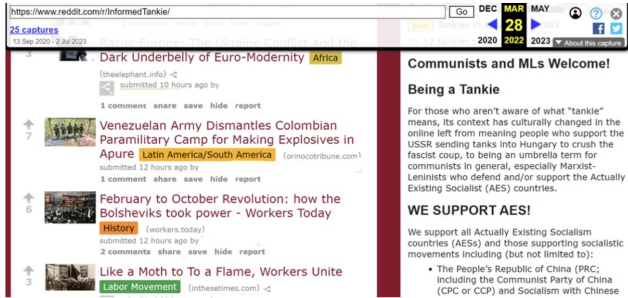 https://www.reddit.com/r/InformedTankie/
Go
DEC MAR MAY
28
2020 2022 2023
25 captures
13 Sep 2020 - 2 Jul 2023
About this capture
Racist Europe: The Ukraine Conflict and the
Dark Underbelly of Euro-Modernity Africa
(theelephant.info)
submitted 10 hours ago by
1 comment share save hide report
7
Venezuelan Army Dismantles Colombian
Paramilitary Camp for Making Explosives in
Apure Latin America/South America (orinocotribune.com)
submitted 12 hours ago by
1 comment share save hide report
6
February to October Revolution: how the
Bolsheviks took power - Workers Today
History (workers.today)
submitted 12 hours ago by
2 comments share save hide report
3
Like a Moth to To a Flame, Workers Unite
Labor Movement (inthesetimes.com)
Communists and MLs Welcome!
Being a Tankie
For those who aren't aware of what "tankie"
means, its context has culturally changed in the
online left from meaning people who support the
USSR sending tanks into Hungary to crush the
fascist coup, to being an umbrella term for
communists in general, especially Marxist-
Leninists who defend and/or support the Actually
Existing Socialist (AES) countries.
WE SUPPORT AES!
We support all Actually Existing Socialism
countries (AESs) and those supporting socialistic
movements including (but not limited to):
• The People's Republic of China (PRC;
including the Communist Party of China
(CPC or CCP) and Socialism with Chinese